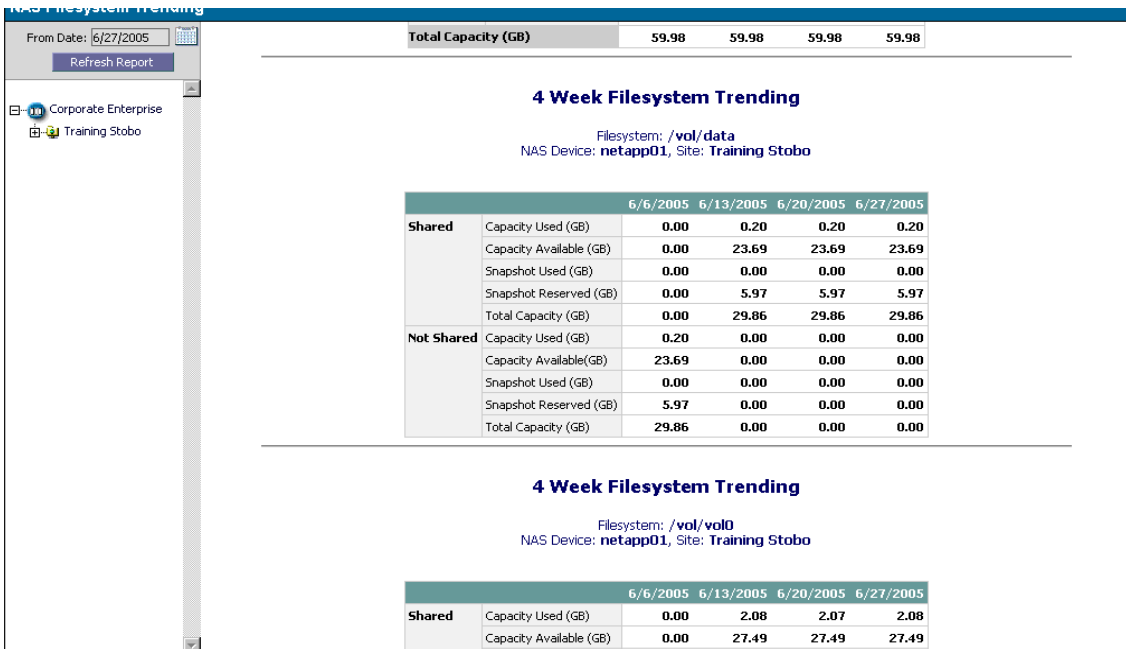 NAS Filesystem Trending
From Date: 6/27/2005
Refresh Report
Corporate Enterprise
Training Stobo
Total Capacity (GB) 59.98 59.98 59.98 59.98
4 Week Filesystem Trending
Filesystem: /vol/data
NAS Device: netapp01, Site: Training Stobo
6/6/2005 6/13/2005 6/20/2005 6/27/2005
Shared Capacity Used (GB) 0.00 0.20 0.20 0.20
Capacity Available (GB) 0.00 23.69 23.69 23.69
Snapshot Used (GB) 0.00 0.00 0.00 0.00
Snapshot Reserved (GB) 0.00 5.97 5.97 5.97
Total Capacity (GB) 0.00 29.86 29.86 29.86
Not Shared Capacity Used (GB) 0.20 0.00 0.00 0.00
Capacity Available(GB) 23.69 0.00 0.00 0.00
Snapshot Used (GB) 0.00 0.00 0.00 0.00
Snapshot Reserved (GB) 5.97 0.00 0.00 0.00
Total Capacity (GB) 29.86 0.00 0.00 0.00
4 Week Filesystem Trending
Filesystem: /vol/vol0
NAS Device: netapp01, Site: Training Stobo
6/6/2005 6/13/2005 6/20/2005 6/27/2005
Shared Capacity Used (GB) 0.00 2.08 2.07 2.08
Capacity Available (GB) 0.00 27.49 27.49 27.49